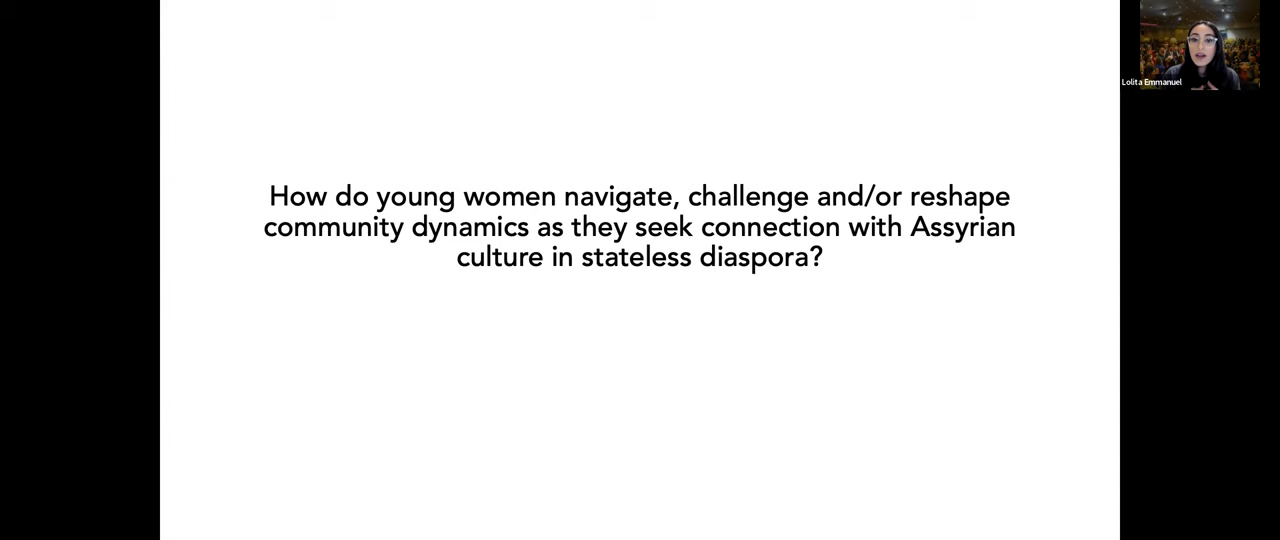 How do young women navigate, challenge and/or reshape
community dynamics as they seek connection with Assyrian
culture in stateless diaspora?
Lolita Emmanuel